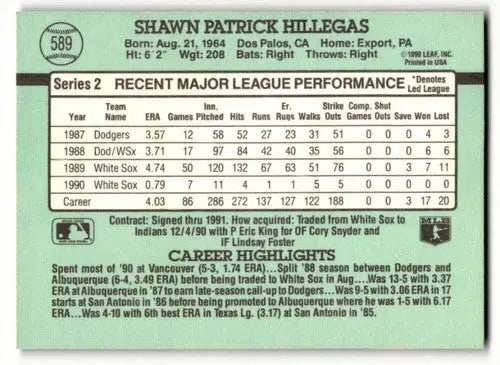 589
SHAWN PATRICK HILLEGAS
Born: Aug. 21, 1964 Dos Palos, CA Home: Export, PA
Ht: 6' 2" Wgt: 208 Bats: Right Throws: Right
© 1990 LEAF, INC.
Printed in USA
Series 2 RECENT MAJOR LEAGUE PERFORMANCE *Denotes Led League
Year Team Name ERA Games Inn. Pitched Hits Runs Er. Runs Walks Strike Outs Comp. Games Shut Outs Save Won Lost
1987 Dodgers 3.57 12 58 52 27 23 31 51 0 0 0 4 3
1988 Dod/WSx 3.71 17 97 84 42 40 35 56 0 0 0 6 6
1989 White Sox 4.74 50 120 132 67 63 51 76 0 0 3 7 11
1990 White Sox 0.79 7 11 4 1 1 5 5 0 0 0 0 0
Career 4.03 86 286 272 137 127 122 188 0 0 3 17 20
Contract: Signed thru 1991. How acquired: Traded from White Sox to
Indians 12/4/90 with P Eric King for OF Cory Snyder and
IF Lindsay Foster
MLB
CAREER HIGHLIGHTS
Spent most of '90 at Vancouver (5-3, 1.74 ERA)...Split '88 season between Dodgers and
Albuquerque (6-4, 3.49 ERA) before being traded to White Sox in Aug....Was 13-5 with 3.37
ERA at Albuquerque in '87 to earn late-season call-up to Dodgers...Was 9-5 with 3.06 ERA in 17
starts at San Antonio in '86 before being promoted to Albuquerque where he was 1-5 with 6.17
ERA...Was 4-10 with 6th best ERA in Texas Lg. (3.17) at San Antonio in '85.